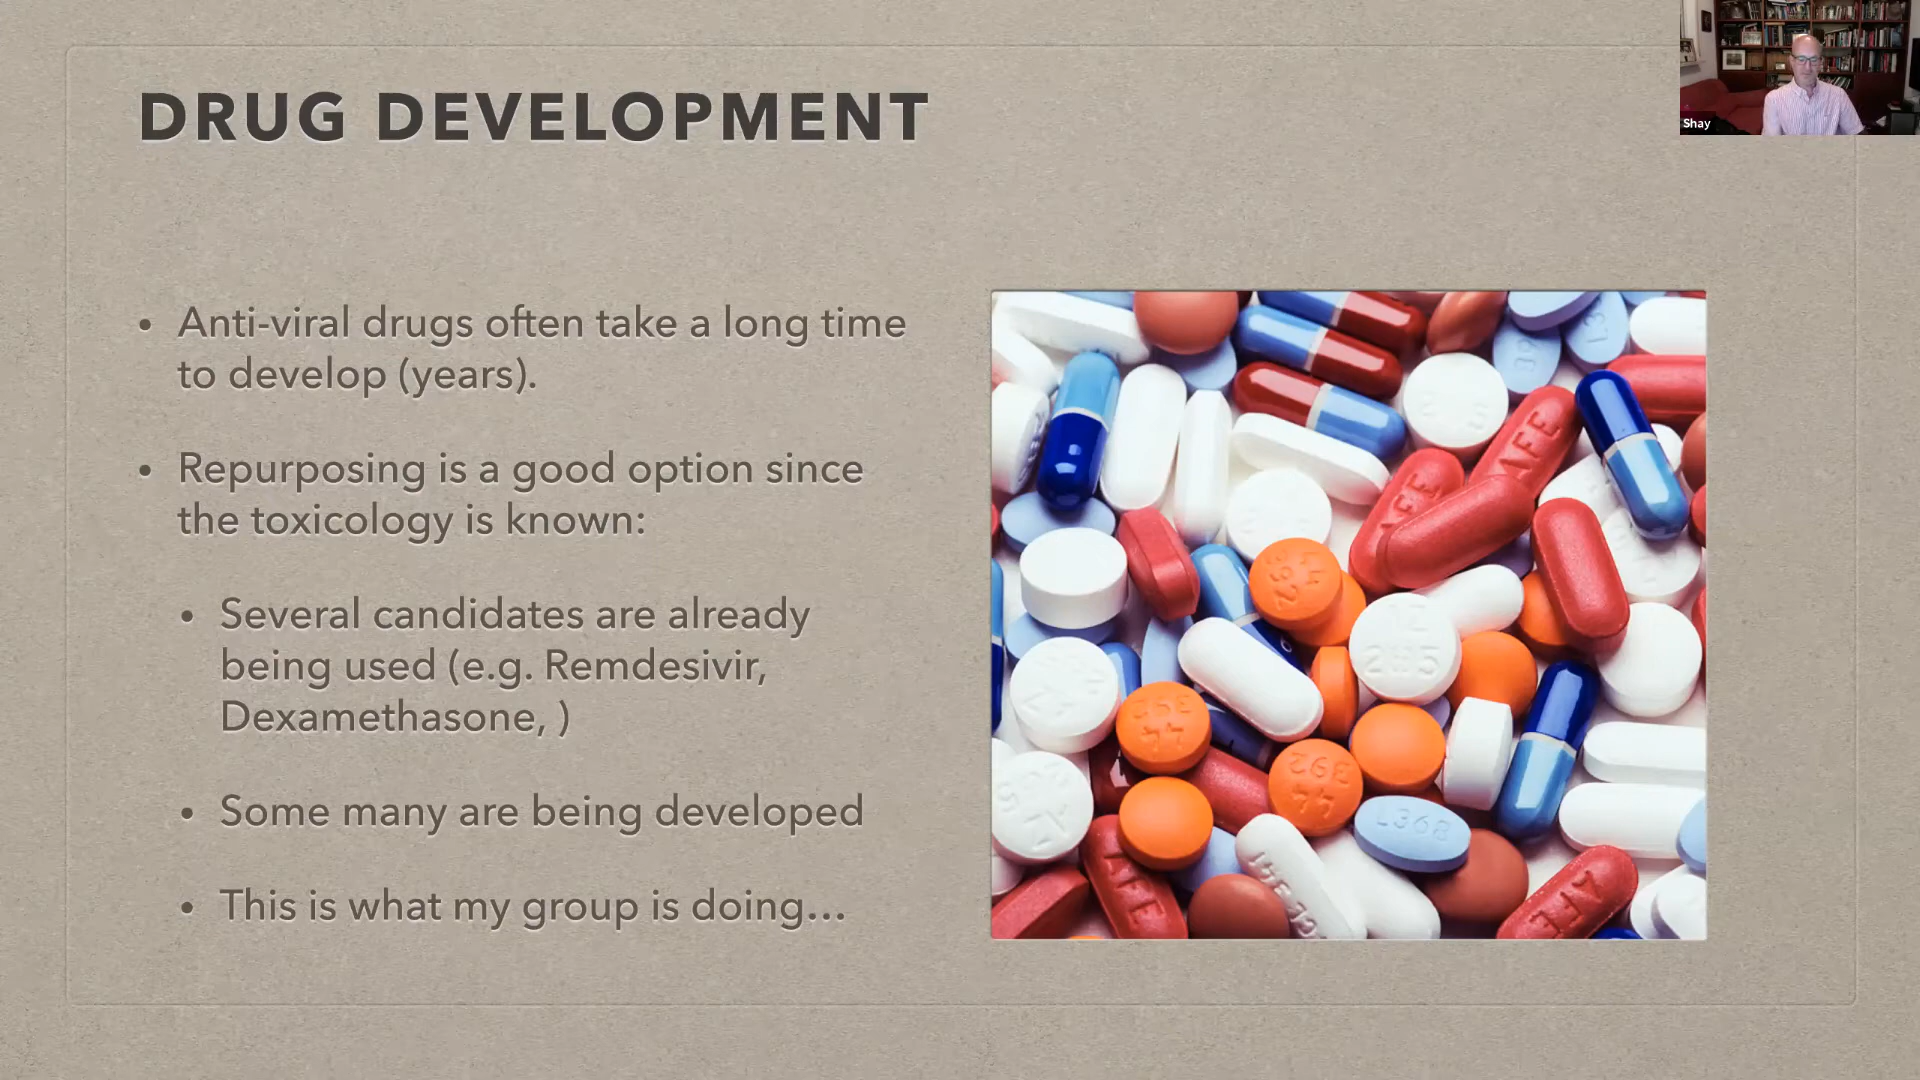 DRUG DEVELOPMENT
Shay
• Anti-viral drugs often take a long time
to develop (years).
• Repurposing is a good option since
the toxicology is known:
• Several candidates are already
being used (e.g. Remdesivir,
Dexamethasone, )
• Some many are being developed
• This is what my group is doing...
L368